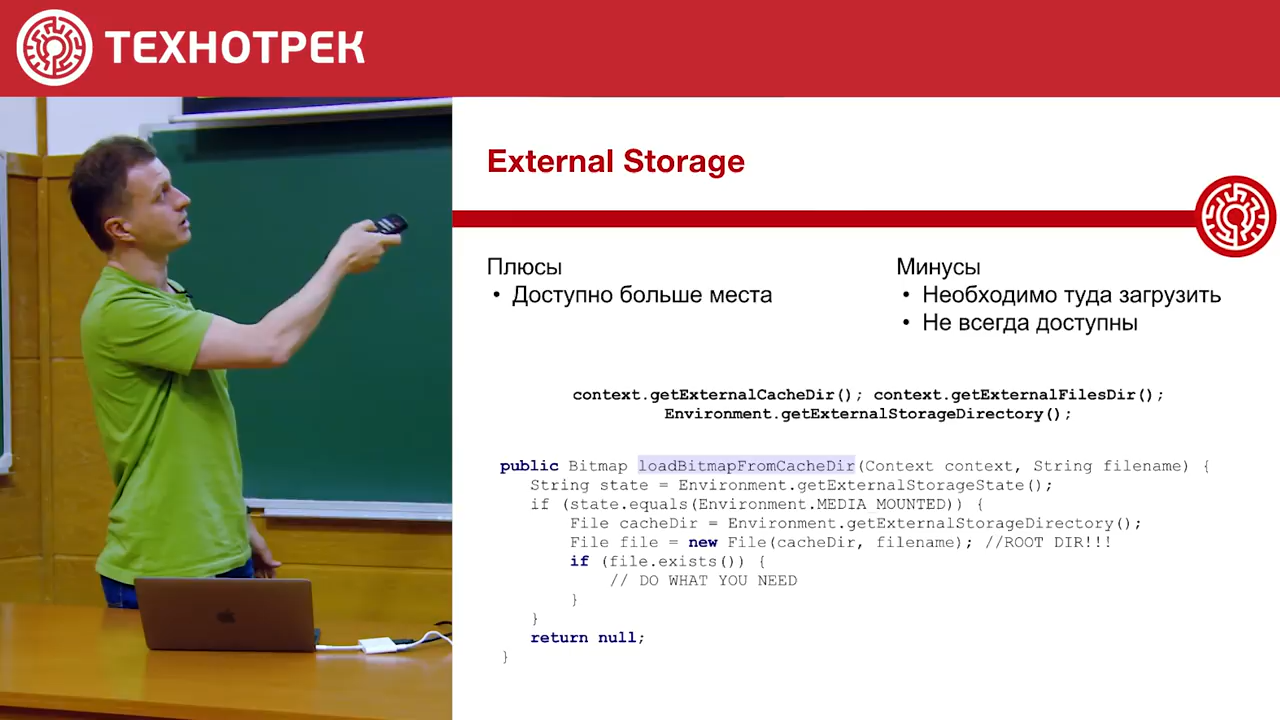 ТЕХНОТРЕК
External Storage
Плюсы
• Доступно больше места
Минусы
• Необходимо туда загрузить
• Не всегда доступны
context.getExternalCacheDir(); context.getExternalFilesDir();
Environment.getExternalStorageDirectory();
public Bitmap loadBitmapFromCacheDir(Context context, String filename) {
String state = Environment.getExternalStorageState();
if (state.equals(Environment.MEDIA_MOUNTED)) {
File cacheDir = Environment.getExternalStorageDirectory();
File file = new File(cacheDir, filename); //ROOT DIR!!!
if (file.exists()) {
// DO WHAT YOU NEED
}
}
return null;
}